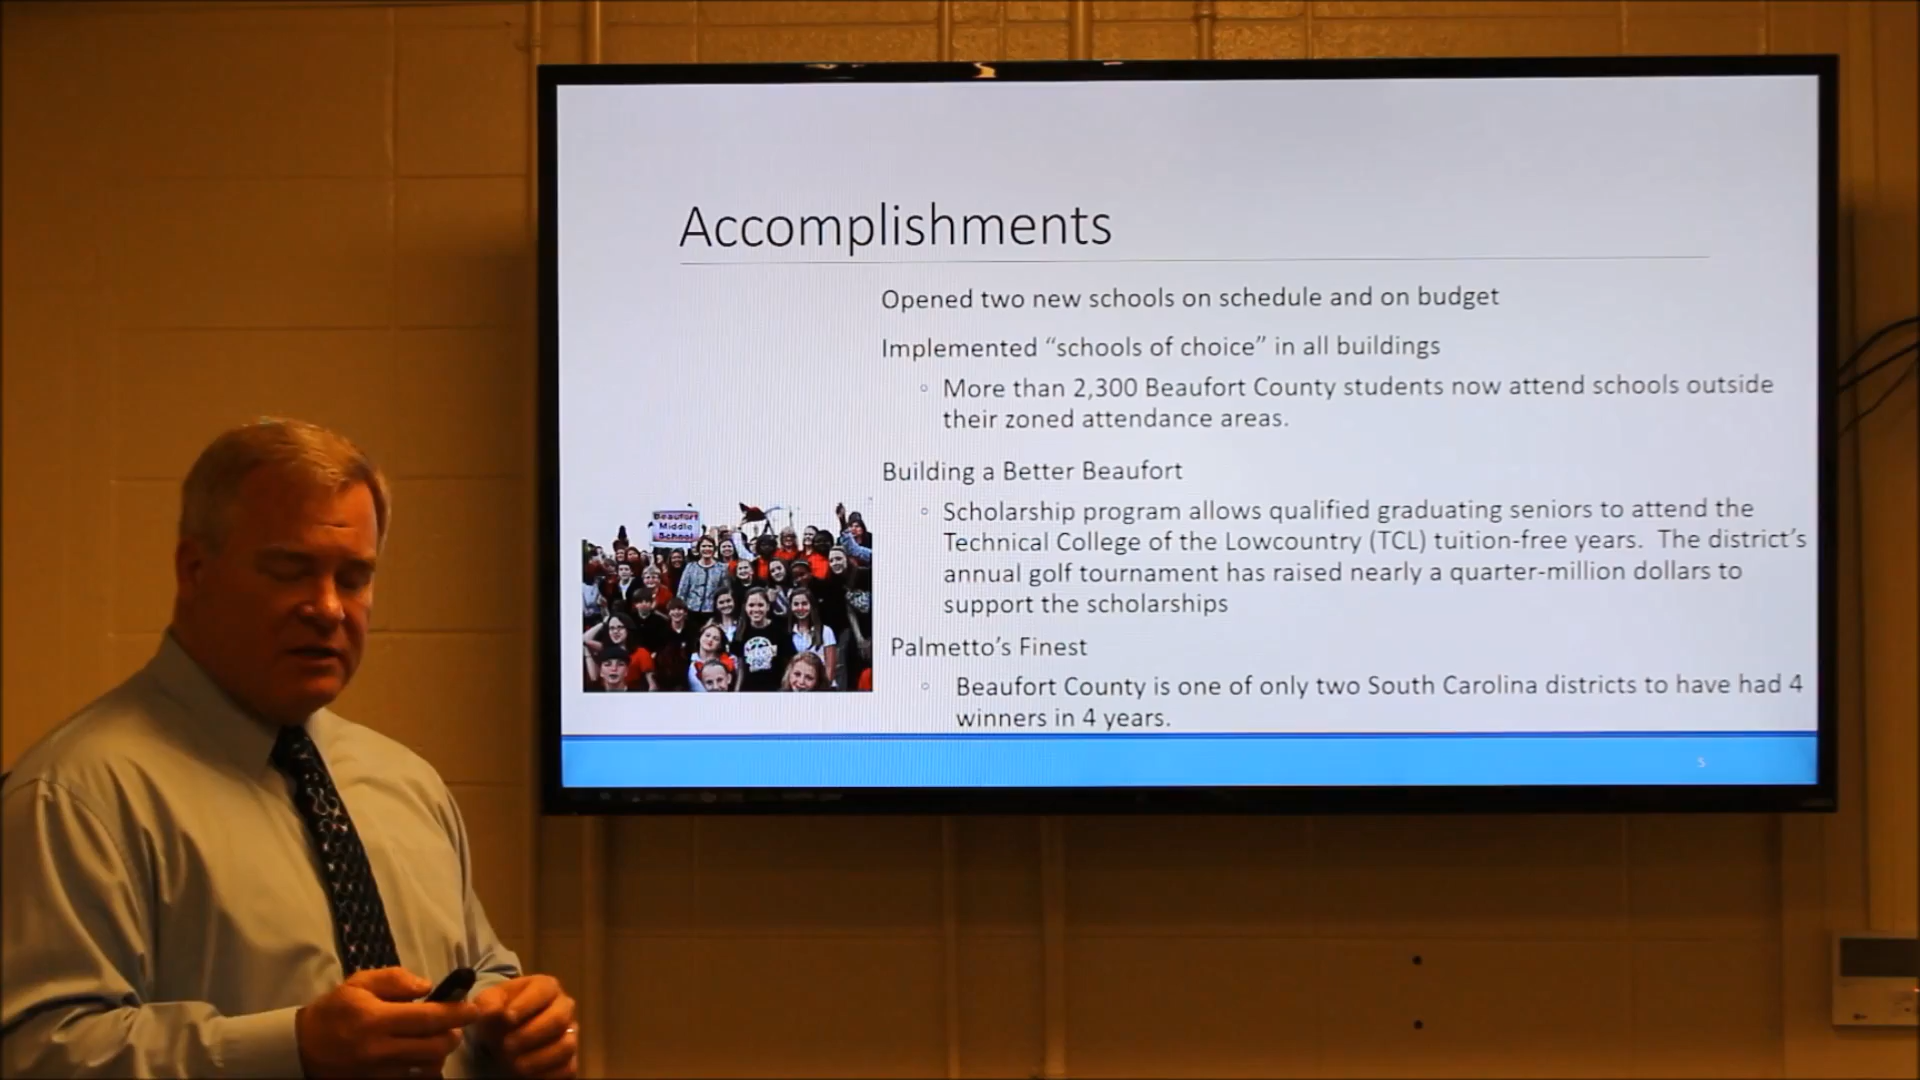 Accomplishments
Opened two new schools on schedule and on budget
Implemented “schools of choice” in all buildings
◦ More than 2,300 Beaufort County students now attend schools outside
their zoned attendance areas.
Building a Better Beaufort
◦ Scholarship program allows qualified graduating seniors to attend the
Technical College of the Lowcountry (TCL) tuition-free years. The district’s
annual golf tournament has raised nearly a quarter-million dollars to
support the scholarships
Beaufort
Middle
School
Palmetto’s Finest
◦ Beaufort County is one of only two South Carolina districts to have had 4
winners in 4 years.
5